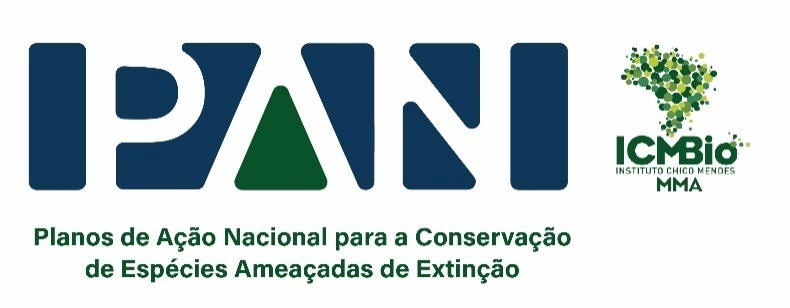 PAN
ICMBio
INSTITUTO CHICO MENDES
MMA
Planos de Ação Nacional para a Conservação
de Espécies Ameaçadas de Extinção